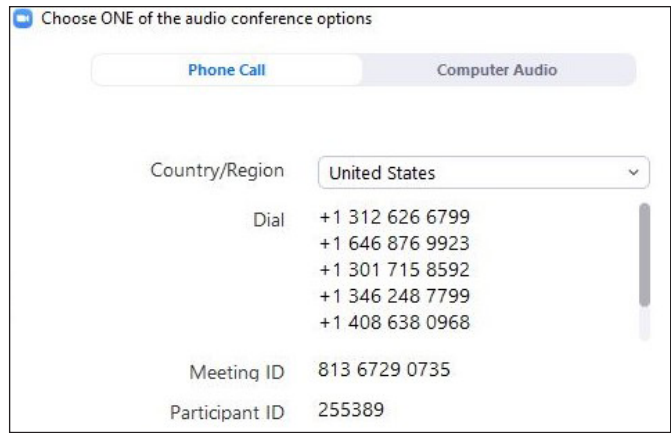 Choose ONE of the audio conference options
Phone Call Computer Audio
Country/Region United States
Dial +1 312 626 6799
+1 646 876 9923
+1 301 715 8592
+1 346 248 7799
+1 408 638 0968
Meeting ID 813 6729 0735
Participant ID 255389